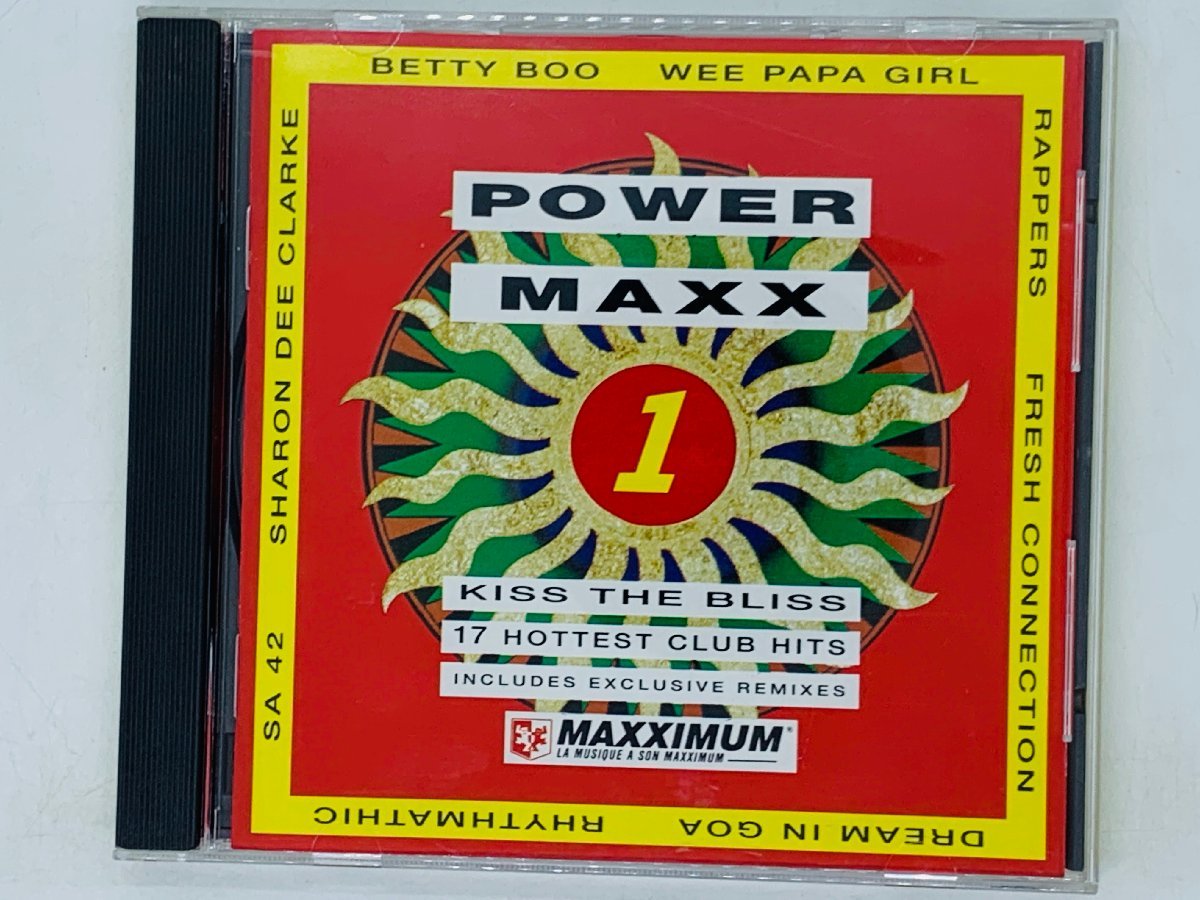 BETTY BOO WEE PAPA GIRL
RAPPERS FRESH CONNECTION
DREAM IN GOA RHYTHMATHIC
SA 42 SHARON DEE CLARKE
POWER
MAXX
1
KISS THE BLISS
17 HOTTEST CLUB HITS
INCLUDES EXCLUSIVE REMIXES
MAXXIMUM
LA MUSIQUE A SON MAXXIMUM